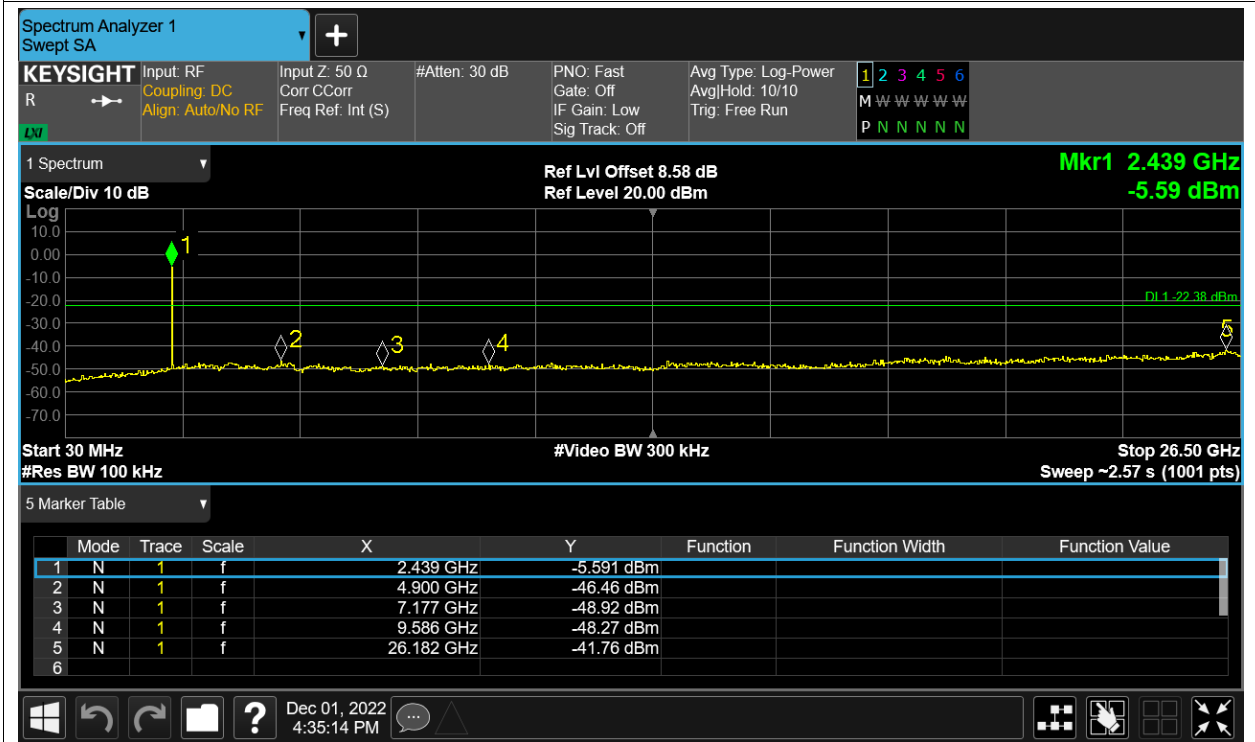 Spectrum Analyzer 1
Swept SA
+
KEYSIGHT Input: RF Input Z: 50 Ω #Atten: 30 dB PNO: Fast Avg Type: Log-Power 1 2 3 4 5 6
R Coupling: DC Corr CCorr Gate: Off Avg|Hold: 10/10 M W W W W W
Align: Auto/No RF Freq Ref: Int (S) IF Gain: Low Trig: Free Run
LXI Sig Track: Off P N N N N N
1 Spectrum Ref Lvl Offset 8.58 dB Mkr1 2.439 GHz
Scale/Div 10 dB Ref Level 20.00 dBm -5.59 dBm
Log
10.0
1
0.00
-10.0
-20.0 DL1 -22.38 dBm
-30.0
2 3 4 5
-40.0
-50.0
-60.0
-70.0
Start 30 MHz #Video BW 300 kHz Stop 26.50 GHz
#Res BW 100 kHz Sweep ~2.57 s (1001 pts)
5 Marker Table
Mode Trace Scale X Y Function Function Width Function Value
1 N 1 f 2.439 GHz -5.591 dBm
2 N 1 f 4.900 GHz -46.46 dBm
3 N 1 f 7.177 GHz -48.92 dBm
4 N 1 f 9.586 GHz -48.27 dBm
5 N 1 f 26.182 GHz -41.76 dBm
6
? Dec 01, 2022
4:35:14 PM